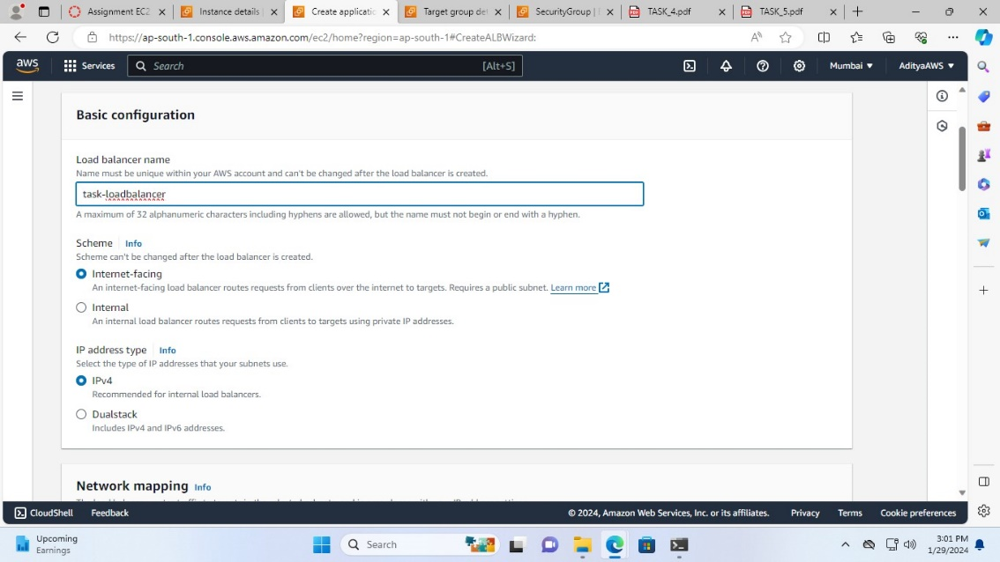 Assignment EC2
Instance details |
Create applicatio
Target group det
SecurityGroup |
TASK_4.pdf
TASK_5.pdf
https://ap-south-1.console.aws.amazon.com/ec2/home?region=ap-south-1#CreateALBWizard:
aws
Services
Search
[Alt+S]
Mumbai
AdityaAWS
Basic configuration
Load balancer name
Name must be unique within your AWS account and can't be changed after the load balancer is created.
task-loadbalancer
A maximum of 32 alphanumeric characters including hyphens are allowed, but the name must not begin or end with a hyphen.
Scheme Info
Scheme can't be changed after the load balancer is created.
Internet-facing
An internet-facing load balancer routes requests from clients over the internet to targets. Requires a public subnet. Learn more
Internal
An internal load balancer routes requests from clients to targets using private IP addresses.
IP address type Info
Select the type of IP addresses that your subnets use.
IPv4
Recommended for internal load balancers.
Dualstack
Includes IPv4 and IPv6 addresses.
Network mapping Info
CloudShell
Feedback
© 2024, Amazon Web Services, Inc. or its affiliates.
Privacy
Terms
Cookie preferences
Upcoming
Earnings
Search
3:01 PM
1/29/2024